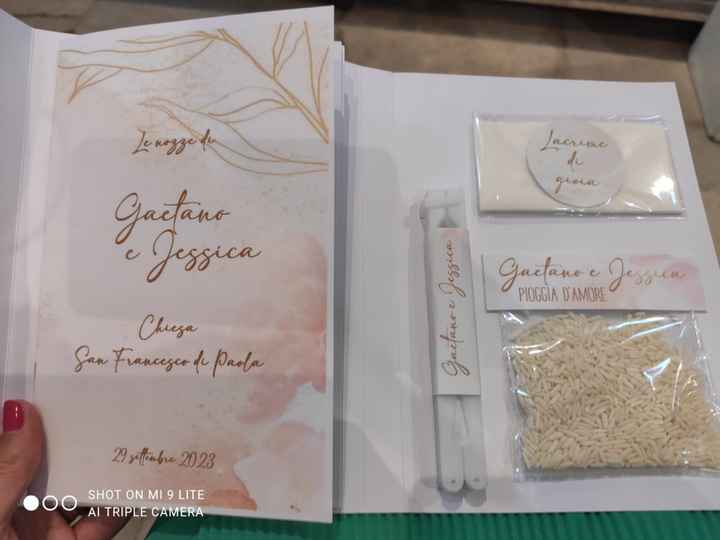 Le nozze di
Gaetano
e Jessica
Chiesa
San Francesco di Paola
29 settembre 2023
Gaetano e Jessica
Lacrime
di
gioia
Gaetano e Jessica
PIOGGIA D'AMORE
SHOT ON MI 9 LITE
AI TRIPLE CAMERA